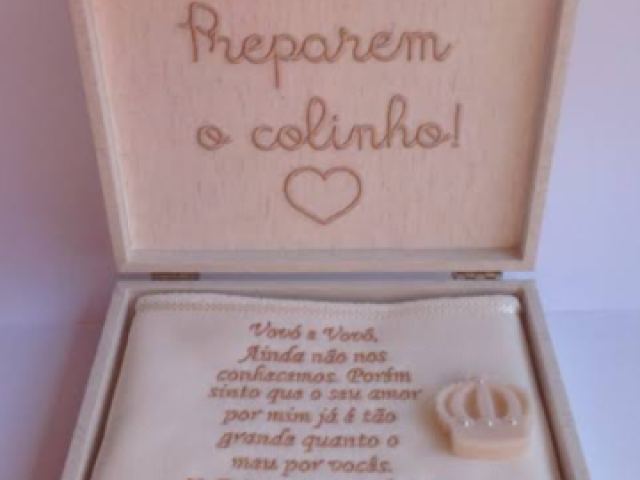 Preparem
o colinho!
Vovó e Vovô,
Ainda não nos
conhecemos. Porém
sinto que o seu amor
por mim já é tão
grande quanto o
meu por vocês.